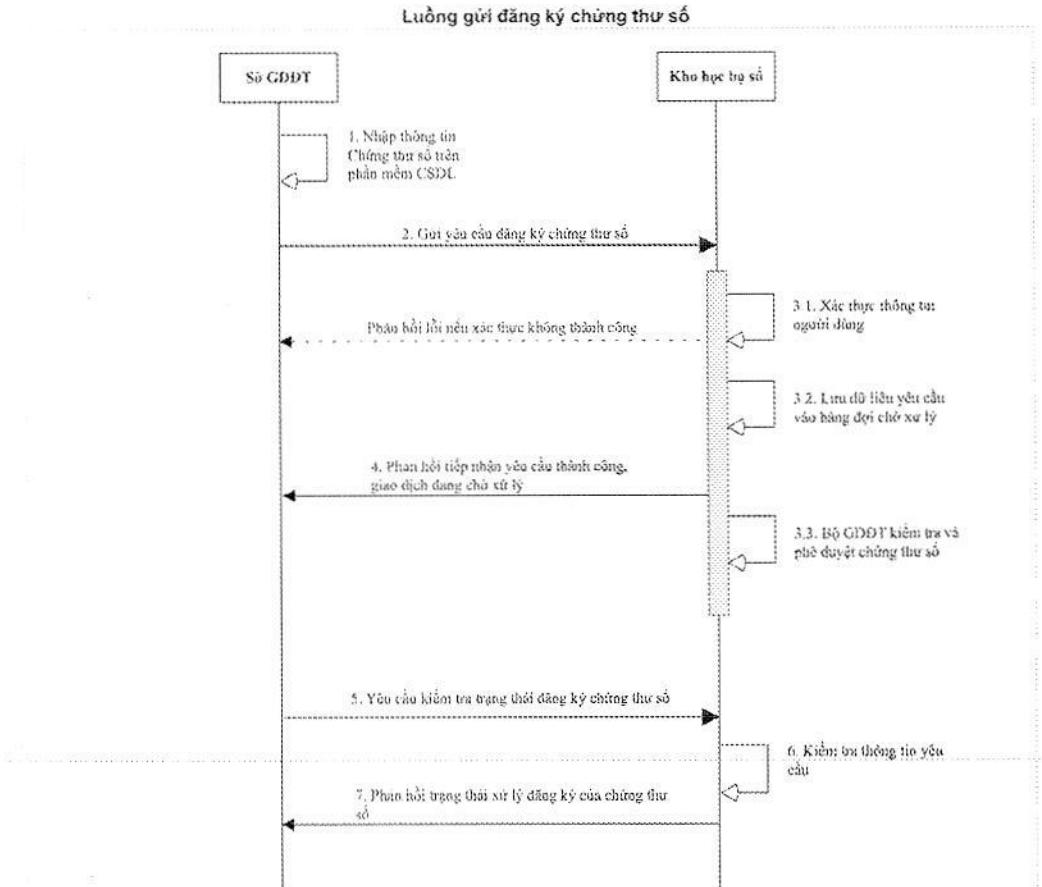 Luồng gửi đăng ký chứng thư số
Sở GDĐT
Kho học bạ số
1. Nhập thông tin
Chứng thư số trên
phần mềm CSDL
2. Gửi yêu cầu đăng ký chứng thư số
3.1. Xác thực thông tin
người dùng
Phản hồi lỗi nếu xác thực không thành công
3.2. Lưu dữ liệu yêu cầu
vào hàng đợi chờ xử lý
4. Phản hồi tiếp nhận yêu cầu thành công,
giao dịch đang chờ xử lý
3.3. Bộ GDĐT kiểm tra và
phê duyệt chứng thư số
5. Yêu cầu kiểm tra trạng thái đăng ký chứng thư số
6. Kiểm tra thông tin yêu
cầu
7. Phản hồi trạng thái xử lý đăng ký của chứng thư
số